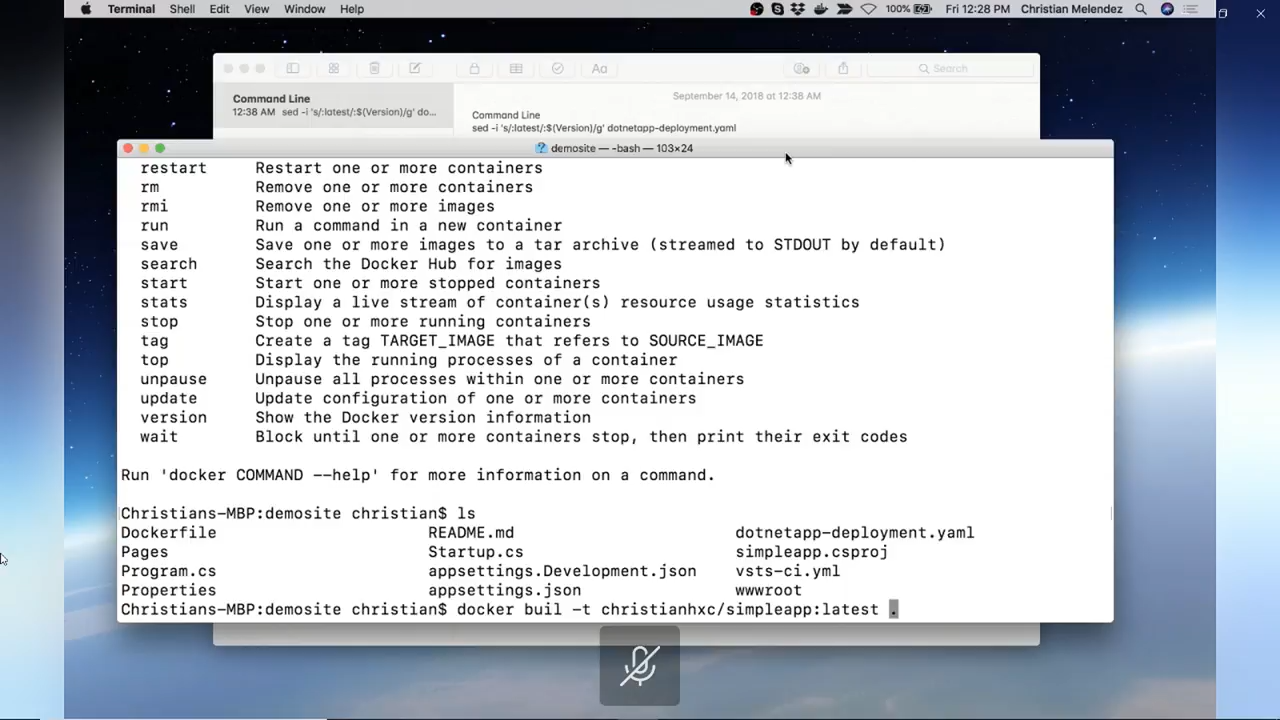 Terminal Shell Edit View Window Help 100% Fri 12:28 PM Christian Melendez
Aa Search
Command Line
12:38 AM sed -i 's/:latest/:$(Version)/g' do...
September 14, 2018 at 12:38 AM
Command Line
sed -i 's/:latest/:$(Version)/g' dotnetapp-deployment.yaml
demosite — -bash — 103×24
restart Restart one or more containers
rm Remove one or more containers
rmi Remove one or more images
run Run a command in a new container
save Save one or more images to a tar archive (streamed to STDOUT by default)
search Search the Docker Hub for images
start Start one or more stopped containers
stats Display a live stream of container(s) resource usage statistics
stop Stop one or more running containers
tag Create a tag TARGET_IMAGE that refers to SOURCE_IMAGE
top Display the running processes of a container
unpause Unpause all processes within one or more containers
update Update configuration of one or more containers
version Show the Docker version information
wait Block until one or more containers stop, then print their exit codes
Run 'docker COMMAND --help' for more information on a command.
Christians-MBP:demosite christian$ ls
Dockerfile README.md dotnetapp-deployment.yaml
Pages Startup.cs simpleapp.csproj
Program.cs appsettings.Development.json vsts-ci.yml
Properties appsettings.json wwwroot
Christians-MBP:demosite christian$ docker buil -t christianhxc/simpleapp:latest .